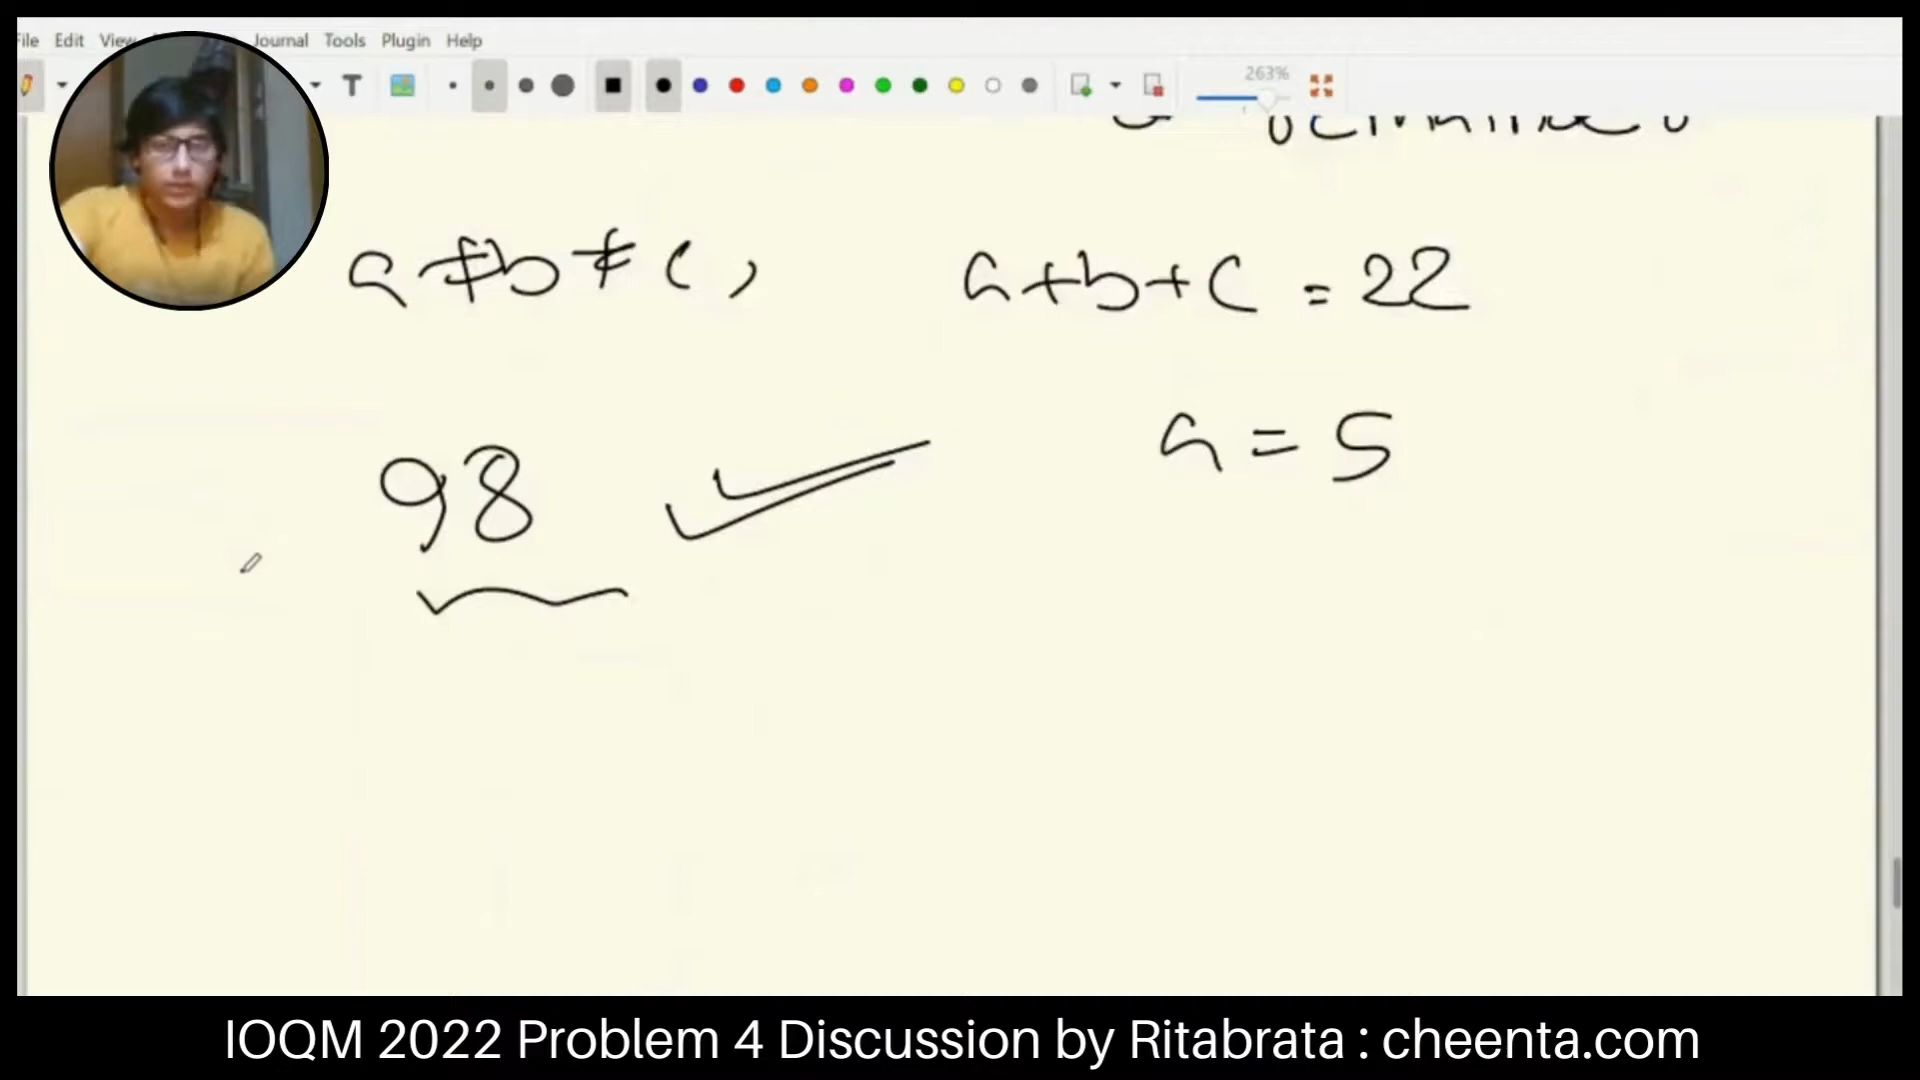 File Edit View Journal Tools Plugin Help
T 263%
a ≠ b ≠ c, a+b+c = 22
98 a = 5
IOQM 2022 Problem 4 Discussion by Ritabrata : cheenta.com